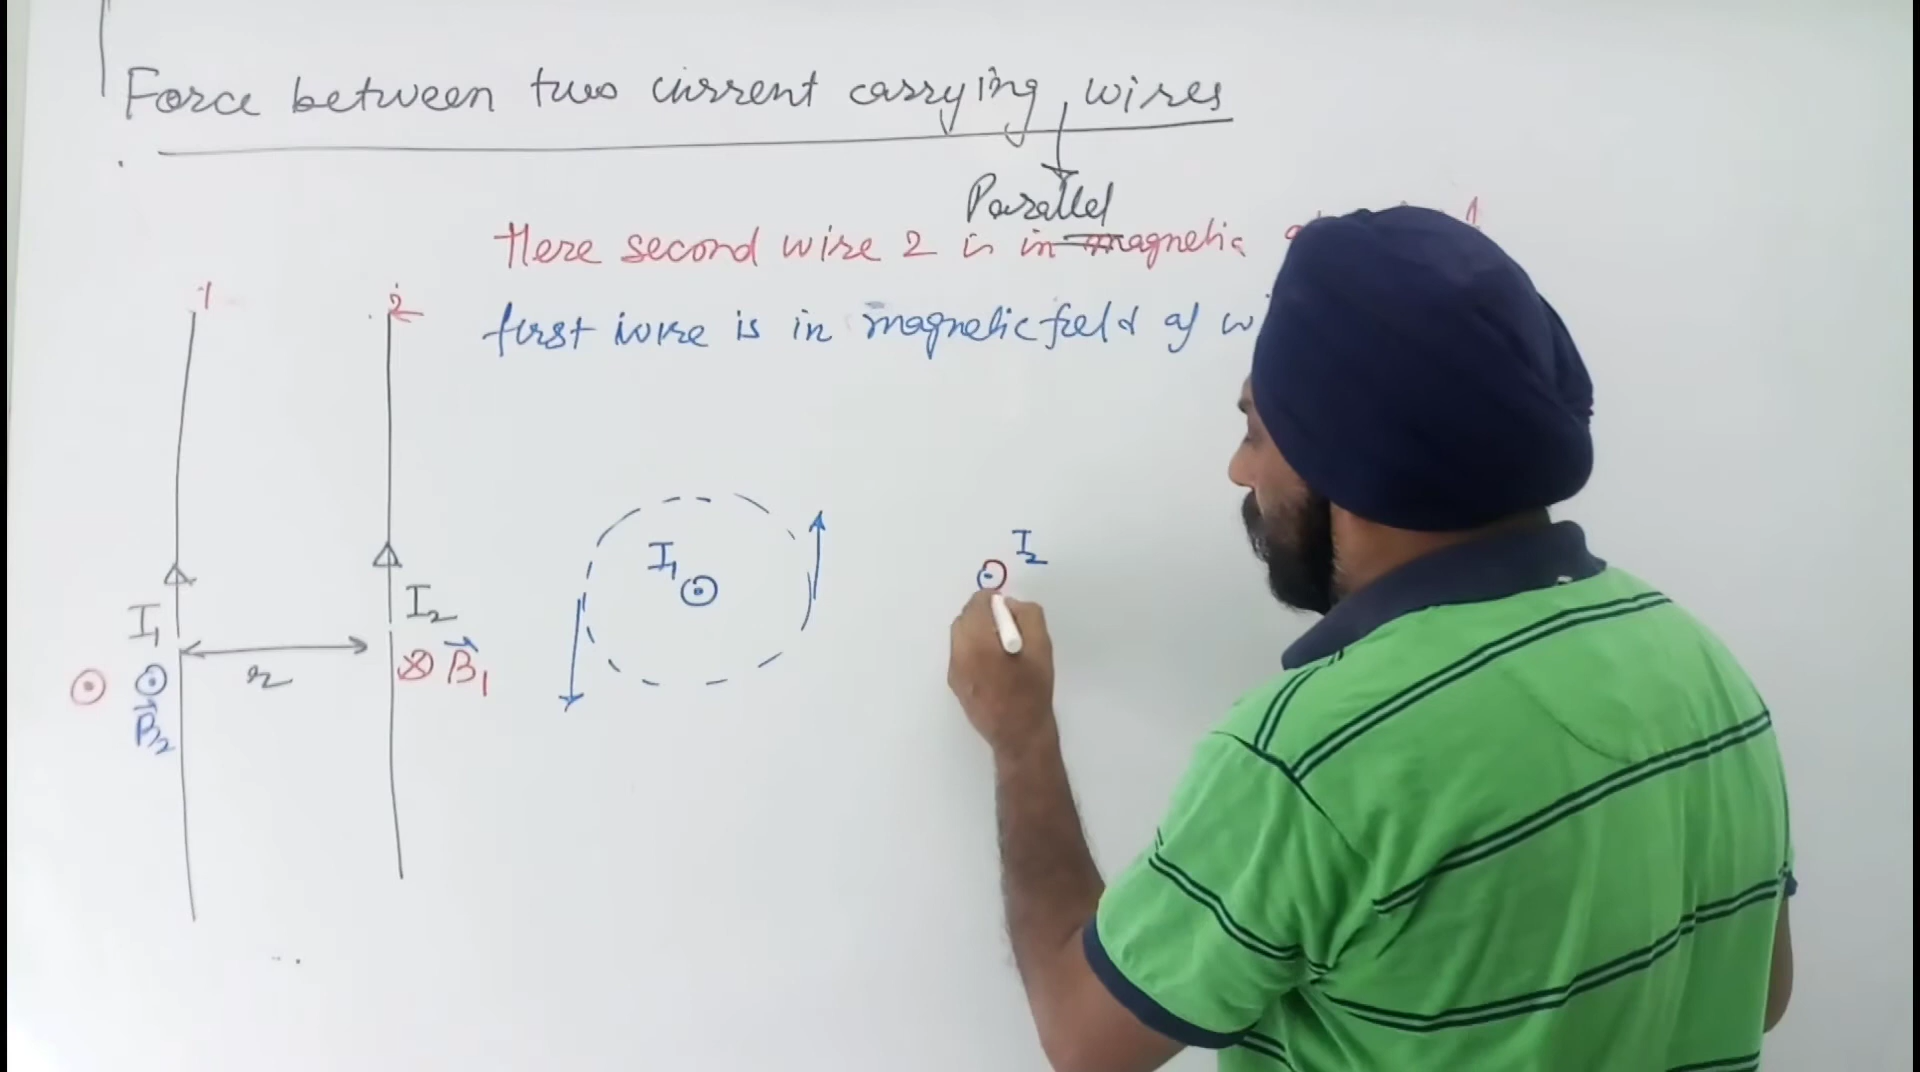 Force between two current carrying, wires
Parallel
Here second wire 2 is in magnetic
first wire is in magnetic field of
1
2
I₁
I₂
r
B₁
B₂
I₁
I₂